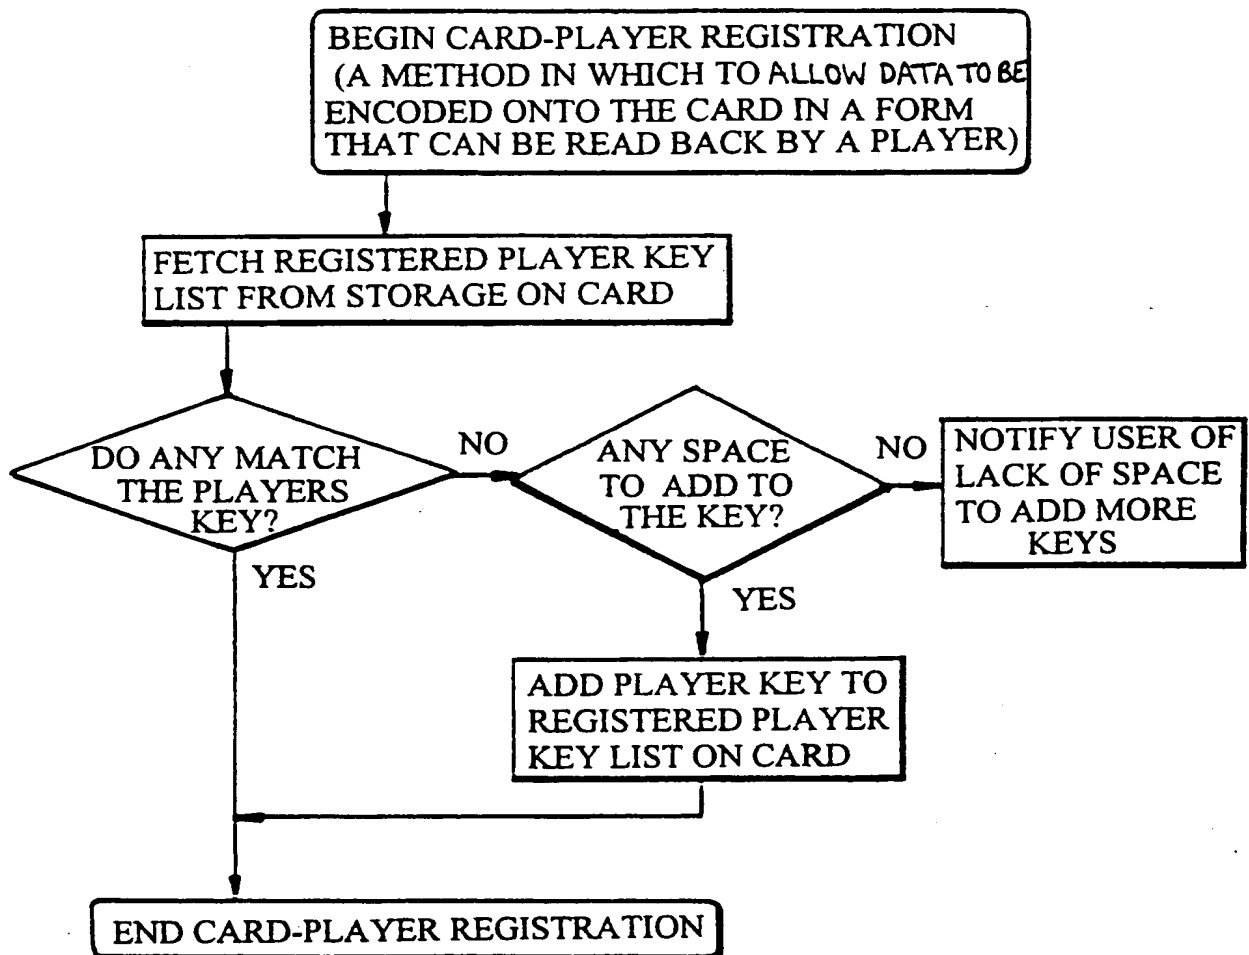 BEGIN CARD-PLAYER REGISTRATION
(A METHOD IN WHICH TO ALLOW DATA TO BE
ENCODED ONTO THE CARD IN A FORM
THAT CAN BE READ BACK BY A PLAYER)
FETCH REGISTERED PLAYER KEY
LIST FROM STORAGE ON CARD
DO ANY MATCH
THE PLAYERS
KEY?
NO
YES
ANY SPACE
TO ADD TO
THE KEY?
NO
YES
NOTIFY USER OF
LACK OF SPACE
TO ADD MORE
KEYS
ADD PLAYER KEY TO
REGISTERED PLAYER
KEY LIST ON CARD
END CARD-PLAYER REGISTRATION